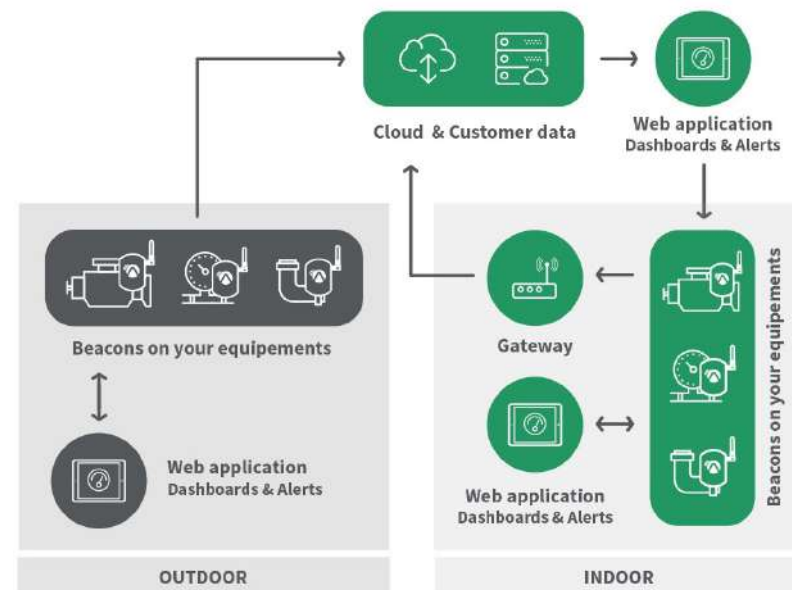 Cloud & Customer data
Web application
Dashboards & Alerts
Beacons on your equipements
Web application
Dashboards & Alerts
OUTDOOR
Gateway
Web application
Dashboards & Alerts
Beacons on your equipements
INDOOR